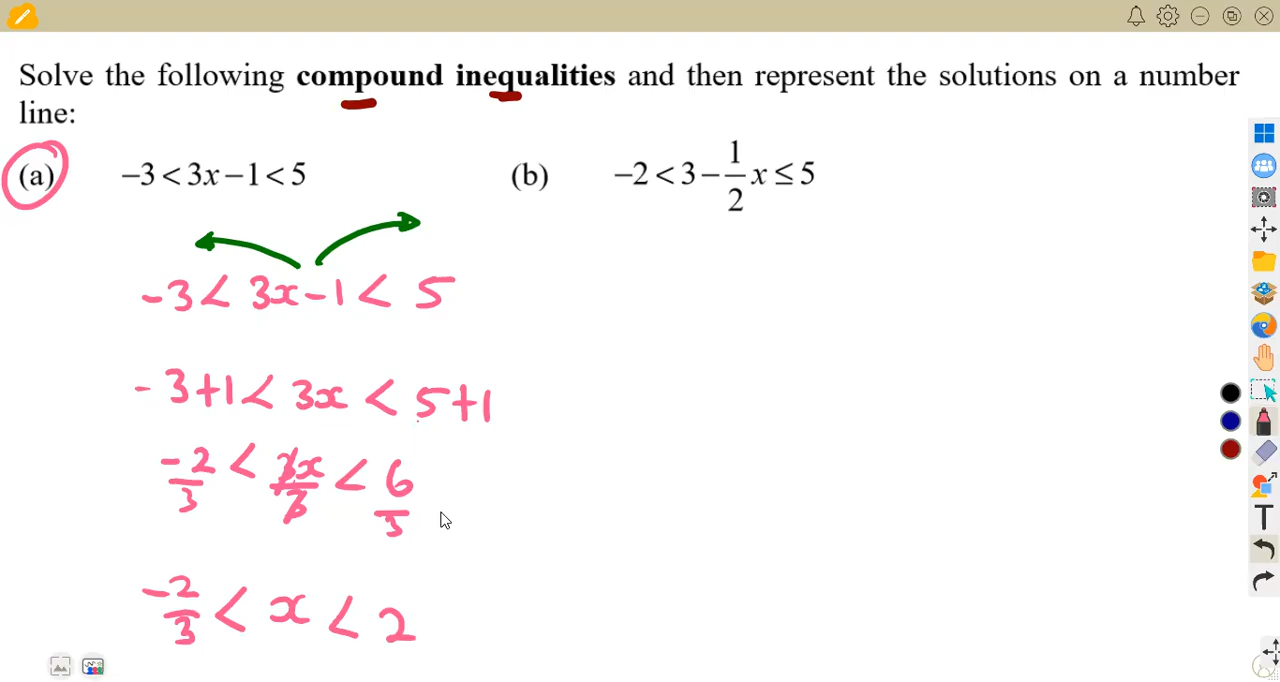 Solve the following compound inequalities and then represent the solutions on a number
line:
(a) −3 < 3x − 1 < 5 (b) −2 < 3 − 1/2 x ≤ 5
-3 < 3x - 1 < 5
-3+1 < 3x < 5+1
-2/3 < 3x/3 < 6/3
-2/3 < x < 2
T